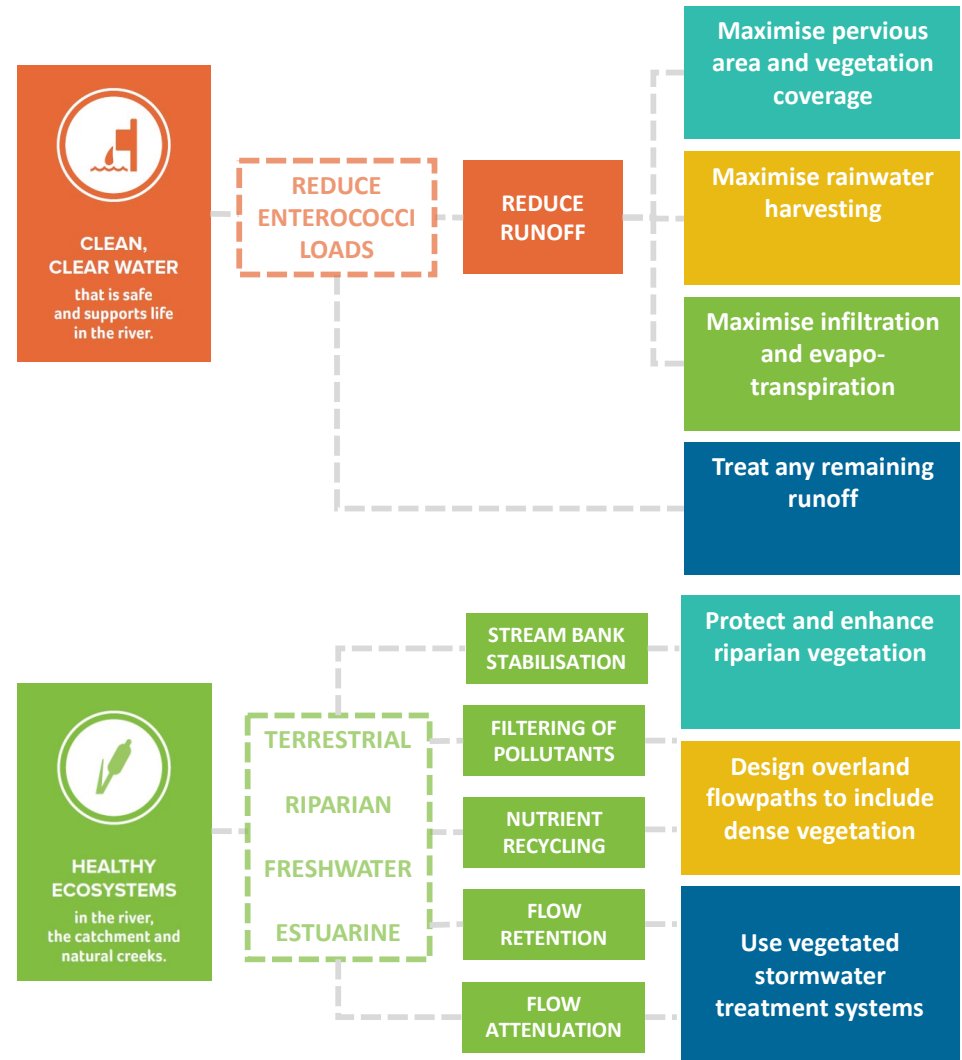 CLEAN,
CLEAR WATER
that is safe
and supports life
in the river.
REDUCE
ENTEROCOCCI
LOADS
REDUCE
RUNOFF
Maximise pervious
area and vegetation
coverage
Maximise rainwater
harvesting
Maximise infiltration
and evapo-
transpiration
Treat any remaining
runoff
HEALTHY
ECOSYSTEMS
in the river,
the catchment and
natural creeks.
TERRESTRIAL
RIPARIAN
FRESHWATER
ESTUARINE
STREAM BANK
STABILISATION
FILTERING OF
POLLUTANTS
NUTRIENT
RECYCLING
FLOW
RETENTION
FLOW
ATTENUATION
Protect and enhance
riparian vegetation
Design overland
flowpaths to include
dense vegetation
Use vegetated
stormwater
treatment systems